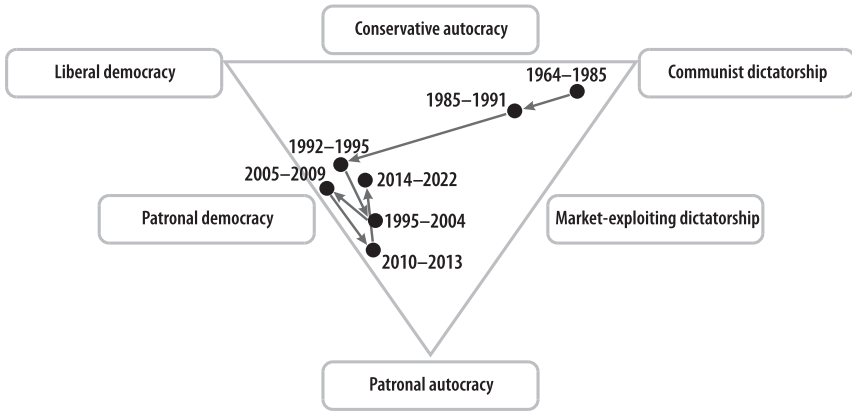 Conservative autocracy
Liberal democracy
Communist dictatorship
1964–1985
1985–1991
1992–1995
2005–2009
2014–2022
Patronal democracy
1995–2004
Market-exploiting dictatorship
2010–2013
Patronal autocracy